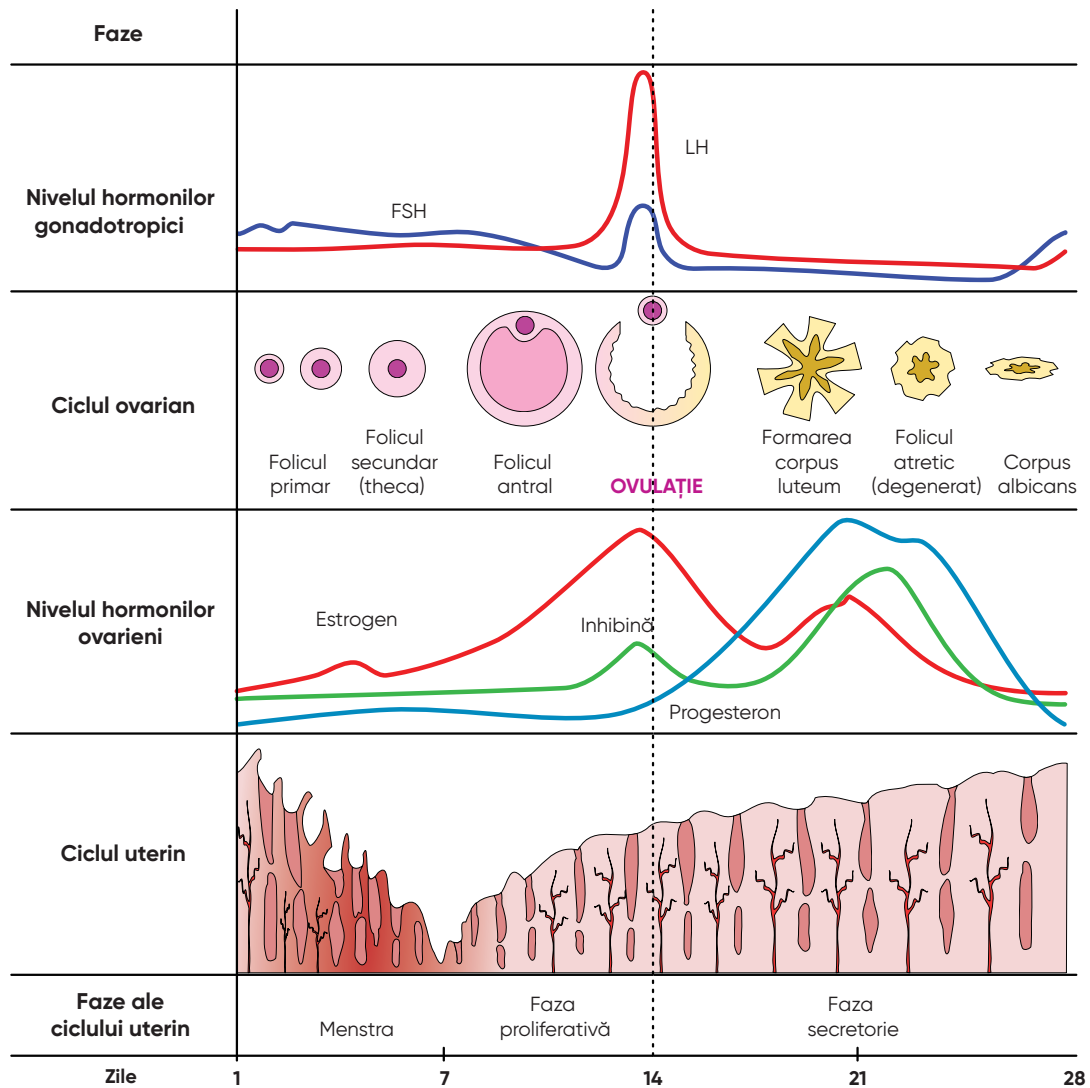 Faze
Nivelul hormonilor
gonadotropici
FSH
LH
Ciclul ovarian
Folicul
primar
Folicul
secundar
(theca)
Folicul
antral
OVULAȚIE
Formarea
corpus
luteum
Folicul
atretic
(degenerat)
Corpus
albicans
Nivelul hormonilor
ovarieni
Estrogen
Inhibină
Progesteron
Ciclul uterin
Faze ale
ciclului uterin
Menstra
Faza
proliferativă
Faza
secretorie
Zile
1
7
14
21
28